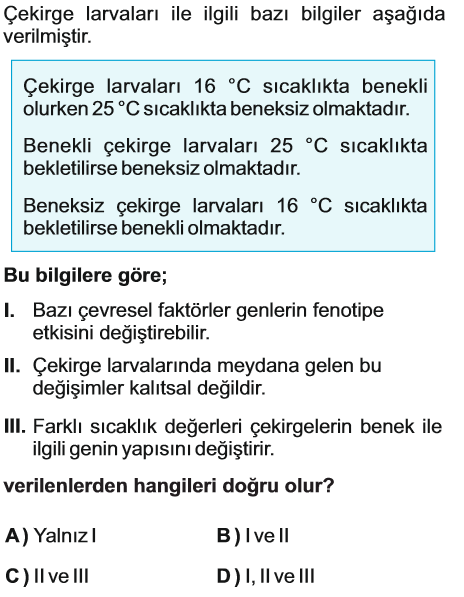 Çekirge larvaları ile ilgili bazı bilgiler aşağıda
verilmiştir.
Çekirge larvaları 16 °C sıcaklıkta benekli
olurken 25 °C sıcaklıkta beneksiz olmaktadır.
Benekli çekirge larvaları 25 °C sıcaklıkta
bekletilirse beneksiz olmaktadır.
Beneksiz çekirge larvaları 16 °C sıcaklıkta
bekletilirse benekli olmaktadır.
Bu bilgilere göre;
I. Bazı çevresel faktörler genlerin fenotipe
etkisini değiştirebilir.
II. Çekirge larvalarında meydana gelen bu
değişimler kalıtsal değildir.
III. Farklı sıcaklık değerleri çekirgelerin benek ile
ilgili genin yapısını değiştirir.
verilenlerden hangileri doğru olur?
A) Yalnız I B) I ve II
C) II ve III D) I, II ve III